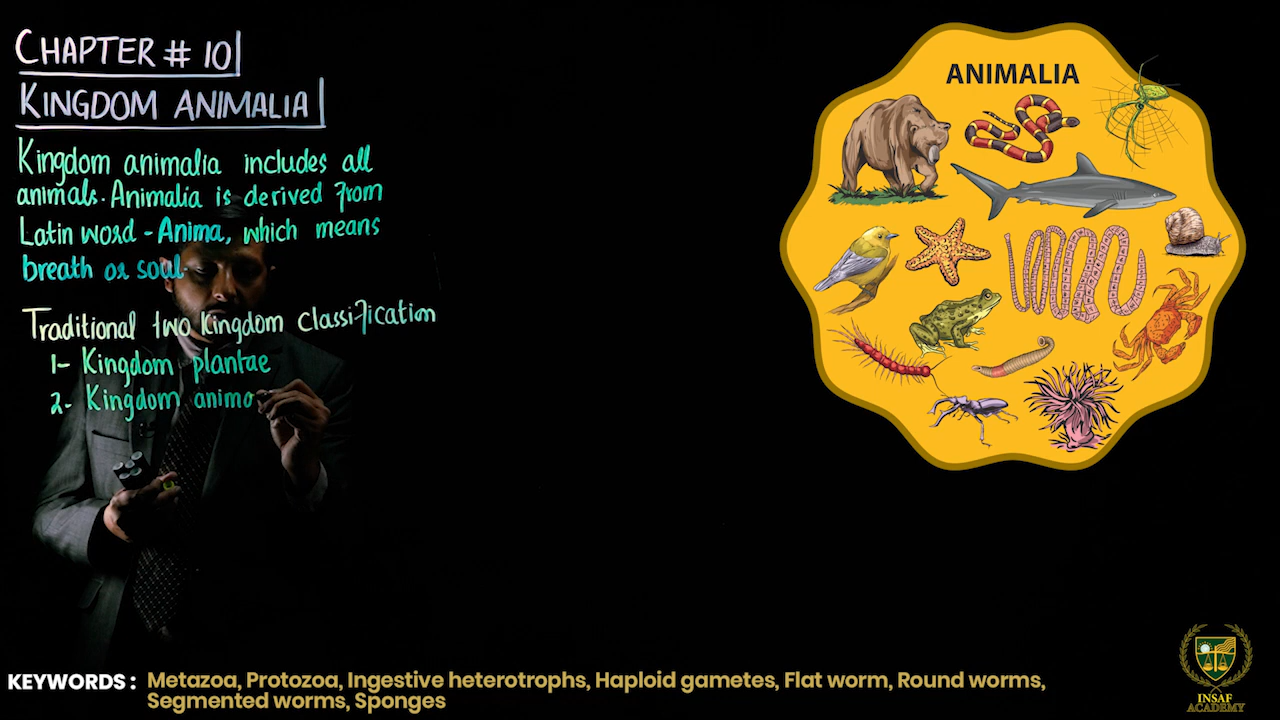 CHAPTER # 10
KINGDOM ANIMALIA
Kingdom animalia includes all
animals. Animalia is derived from
Latin word - Anima, which means
breath or soul.
Traditional two kingdom classification
1- Kingdom plantae
2- Kingdom anima
ANIMALIA
KEYWORDS : Metazoa, Protozoa, Ingestive heterotrophs, Haploid gametes, Flat worm, Round worms,
Segmented worms, Sponges
INSAF
ACADEMY